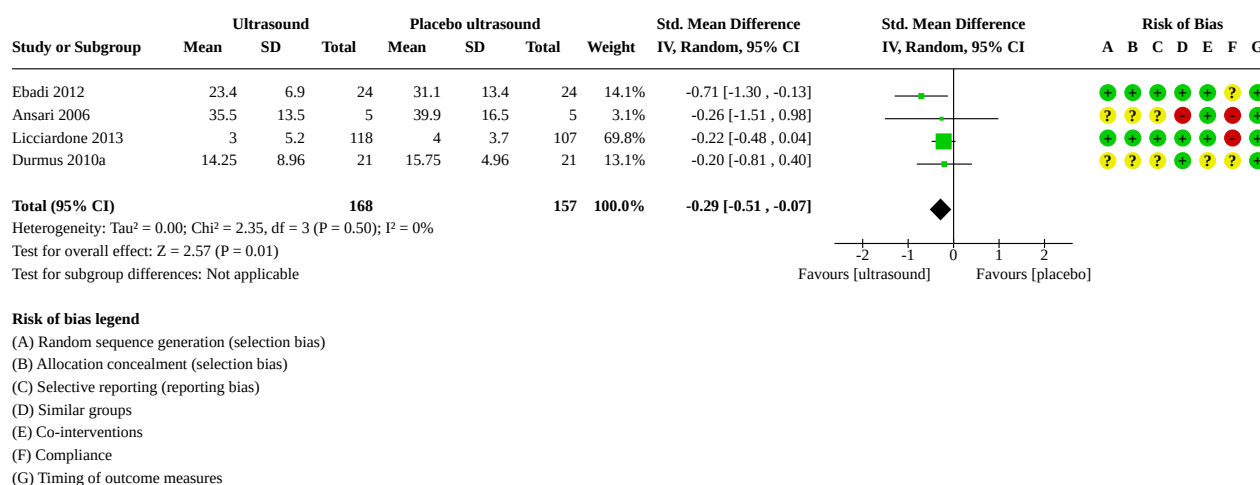 Ultrasound Placebo ultrasound Std. Mean Difference Std. Mean Difference Risk of Bias
Study or Subgroup Mean SD Total Mean SD Total Weight IV, Random, 95% CI IV, Random, 95% CI A B C D E F G
Ebadi 2012 23.4 6.9 24 31.1 13.4 24 14.1% -0.71 [-1.30 , -0.13] + + + + + ? +
Ansari 2006 35.5 13.5 5 39.9 16.5 5 3.1% -0.26 [-1.51 , 0.98] ? ? ? - + - +
Licciardone 2013 3 5.2 118 4 3.7 107 69.8% -0.22 [-0.48 , 0.04] + + + + + - +
Durmus 2010a 14.25 8.96 21 15.75 4.96 21 13.1% -0.20 [-0.81 , 0.40] ? ? ? + ? ? +
Total (95% CI) 168 157 100.0% -0.29 [-0.51 , -0.07]
Heterogeneity: Tau² = 0.00; Chi² = 2.35, df = 3 (P = 0.50); I² = 0%
Test for overall effect: Z = 2.57 (P = 0.01)
-2 -1 0 1 2
Test for subgroup differences: Not applicable Favours [ultrasound] Favours [placebo]
Risk of bias legend
(A) Random sequence generation (selection bias)
(B) Allocation concealment (selection bias)
(C) Selective reporting (reporting bias)
(D) Similar groups
(E) Co-interventions
(F) Compliance
(G) Timing of outcome measures